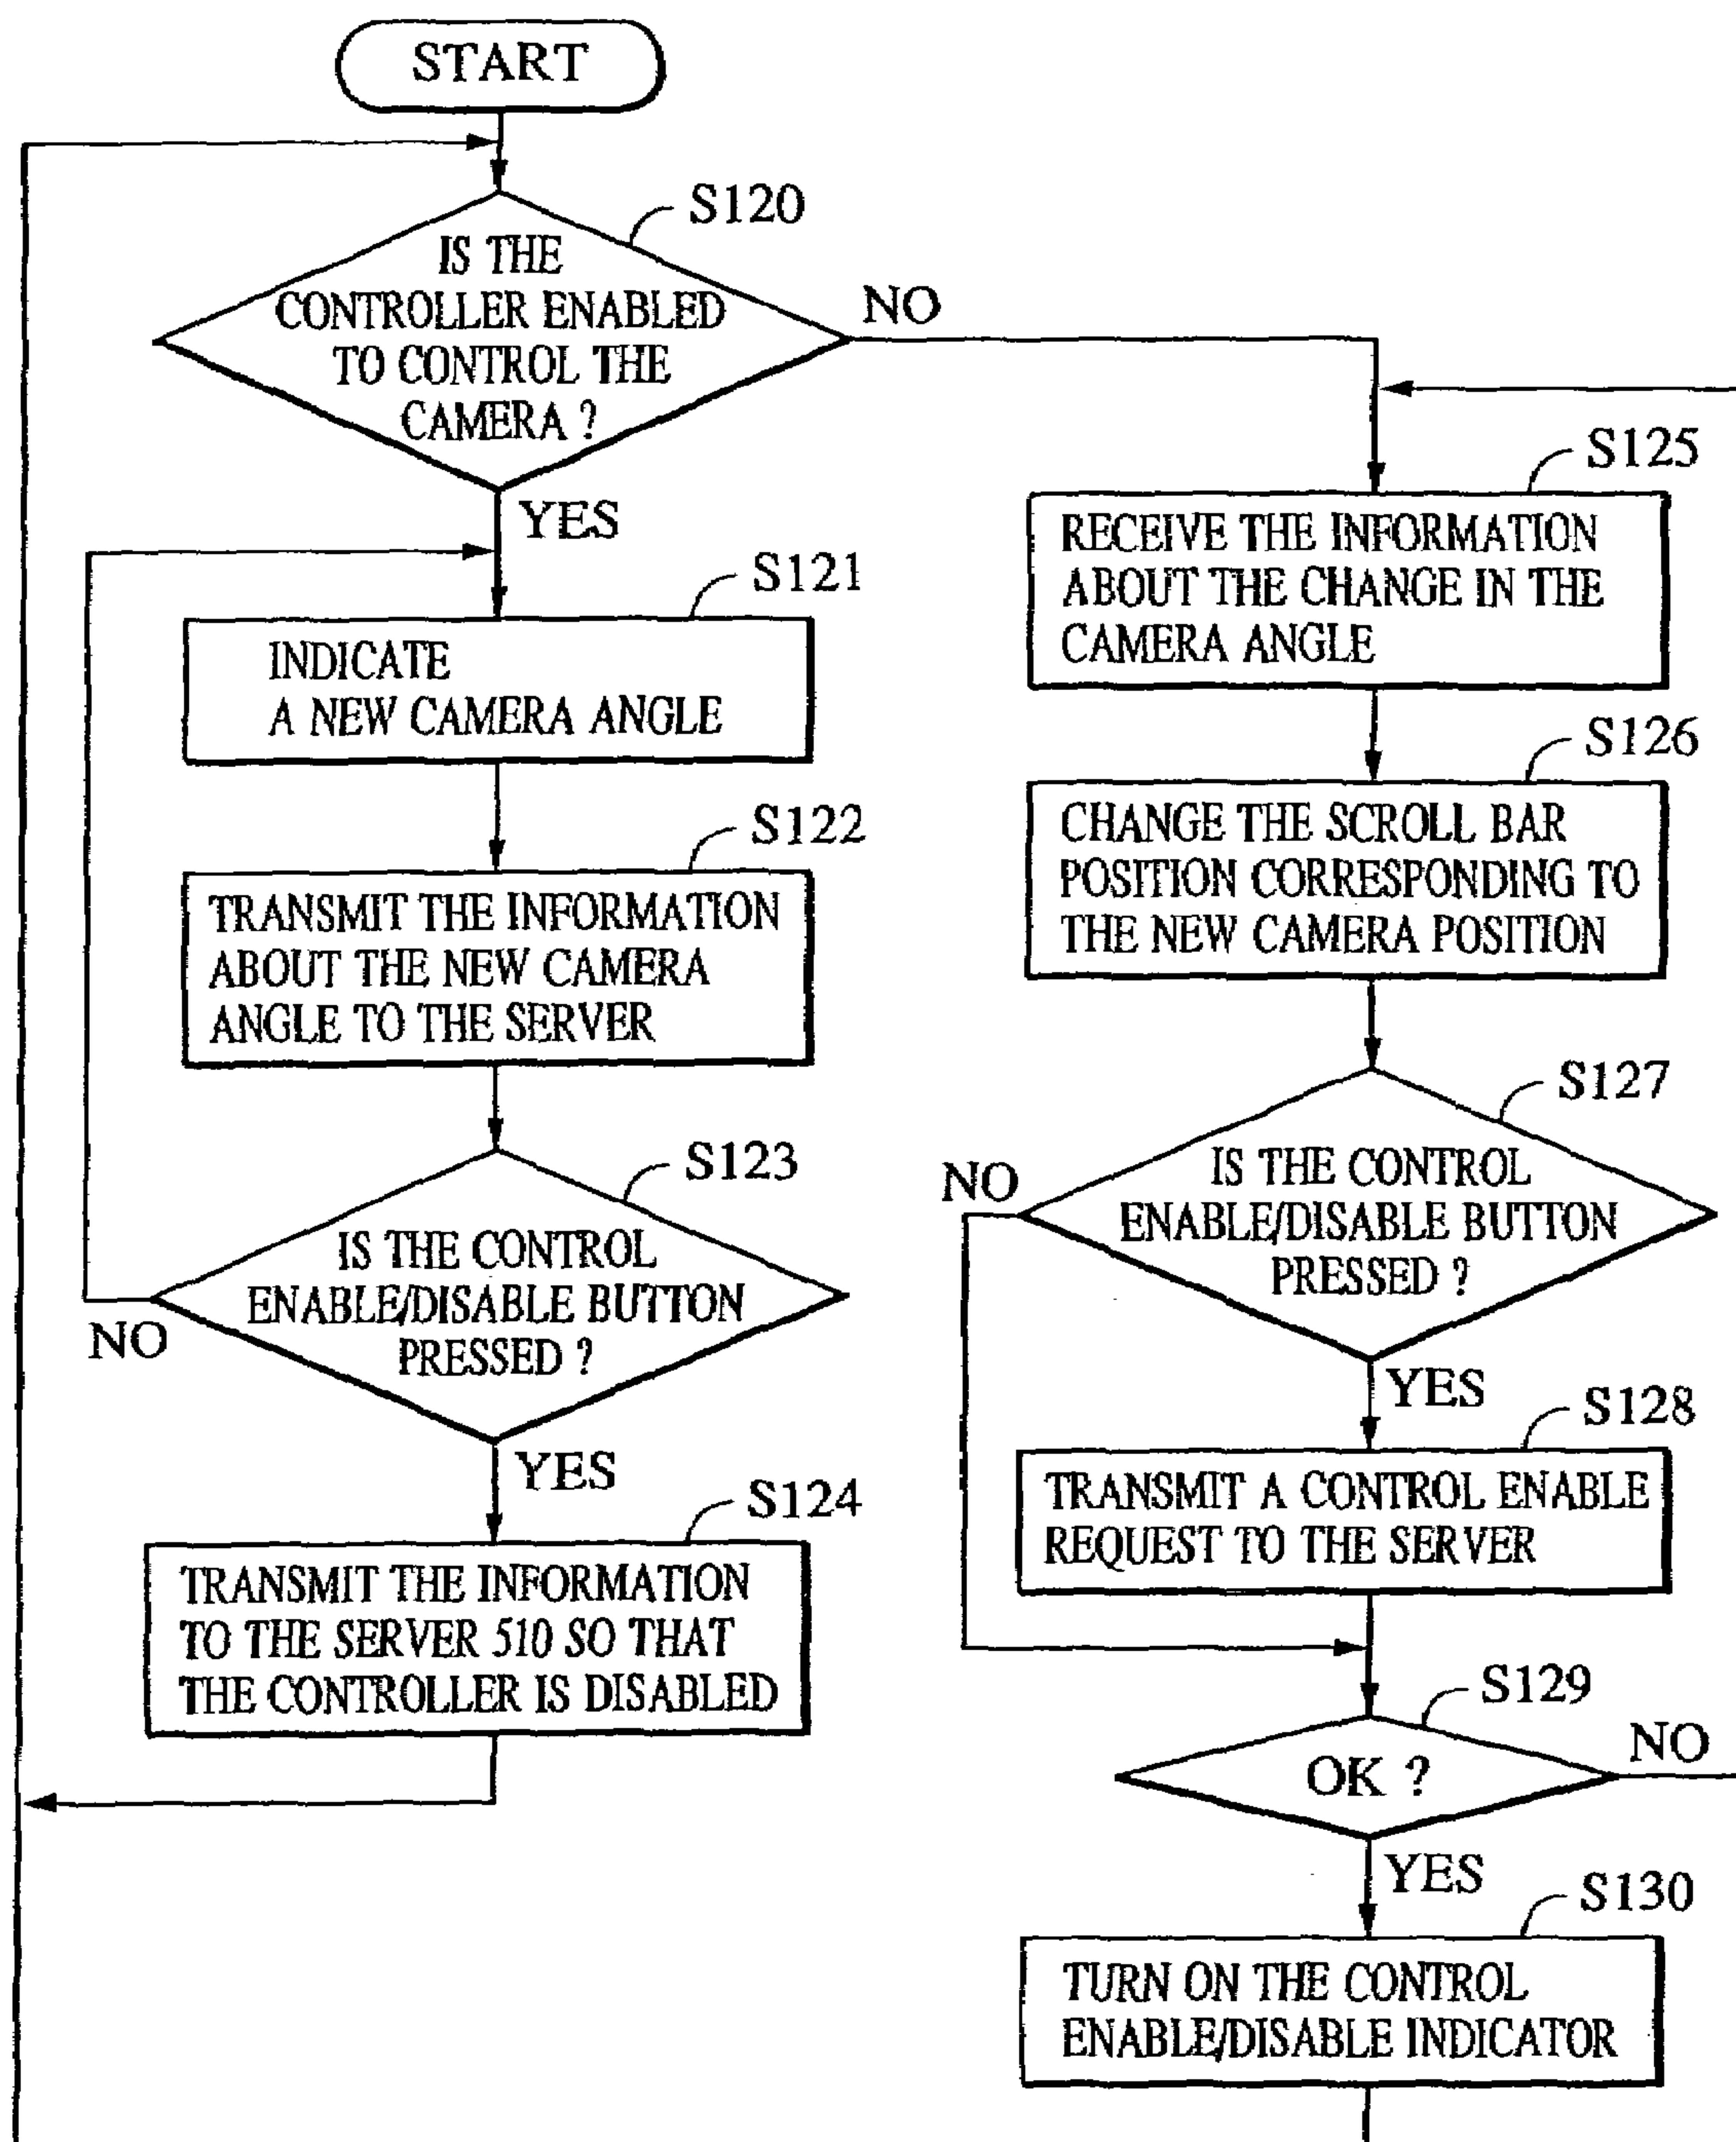 START
S120
IS THE
CONTROLLER ENABLED
TO CONTROL THE
CAMERA ?
NO
YES
S121
INDICATE
A NEW CAMERA ANGLE
S122
TRANSMIT THE INFORMATION
ABOUT THE NEW CAMERA
ANGLE TO THE SERVER
S123
IS THE CONTROL
ENABLE/DISABLE BUTTON
PRESSED ?
NO
YES
S124
TRANSMIT THE INFORMATION
TO THE SERVER 510 SO THAT
THE CONTROLLER IS DISABLED
S125
RECEIVE THE INFORMATION
ABOUT THE CHANGE IN THE
CAMERA ANGLE
S126
CHANGE THE SCROLL BAR
POSITION CORRESPONDING TO
THE NEW CAMERA POSITION
S127
IS THE CONTROL
ENABLE/DISABLE BUTTON
PRESSED ?
NO
YES
S128
TRANSMIT A CONTROL ENABLE
REQUEST TO THE SERVER
S129
OK ?
NO
YES
S130
TURN ON THE CONTROL
ENABLE/DISABLE INDICATOR